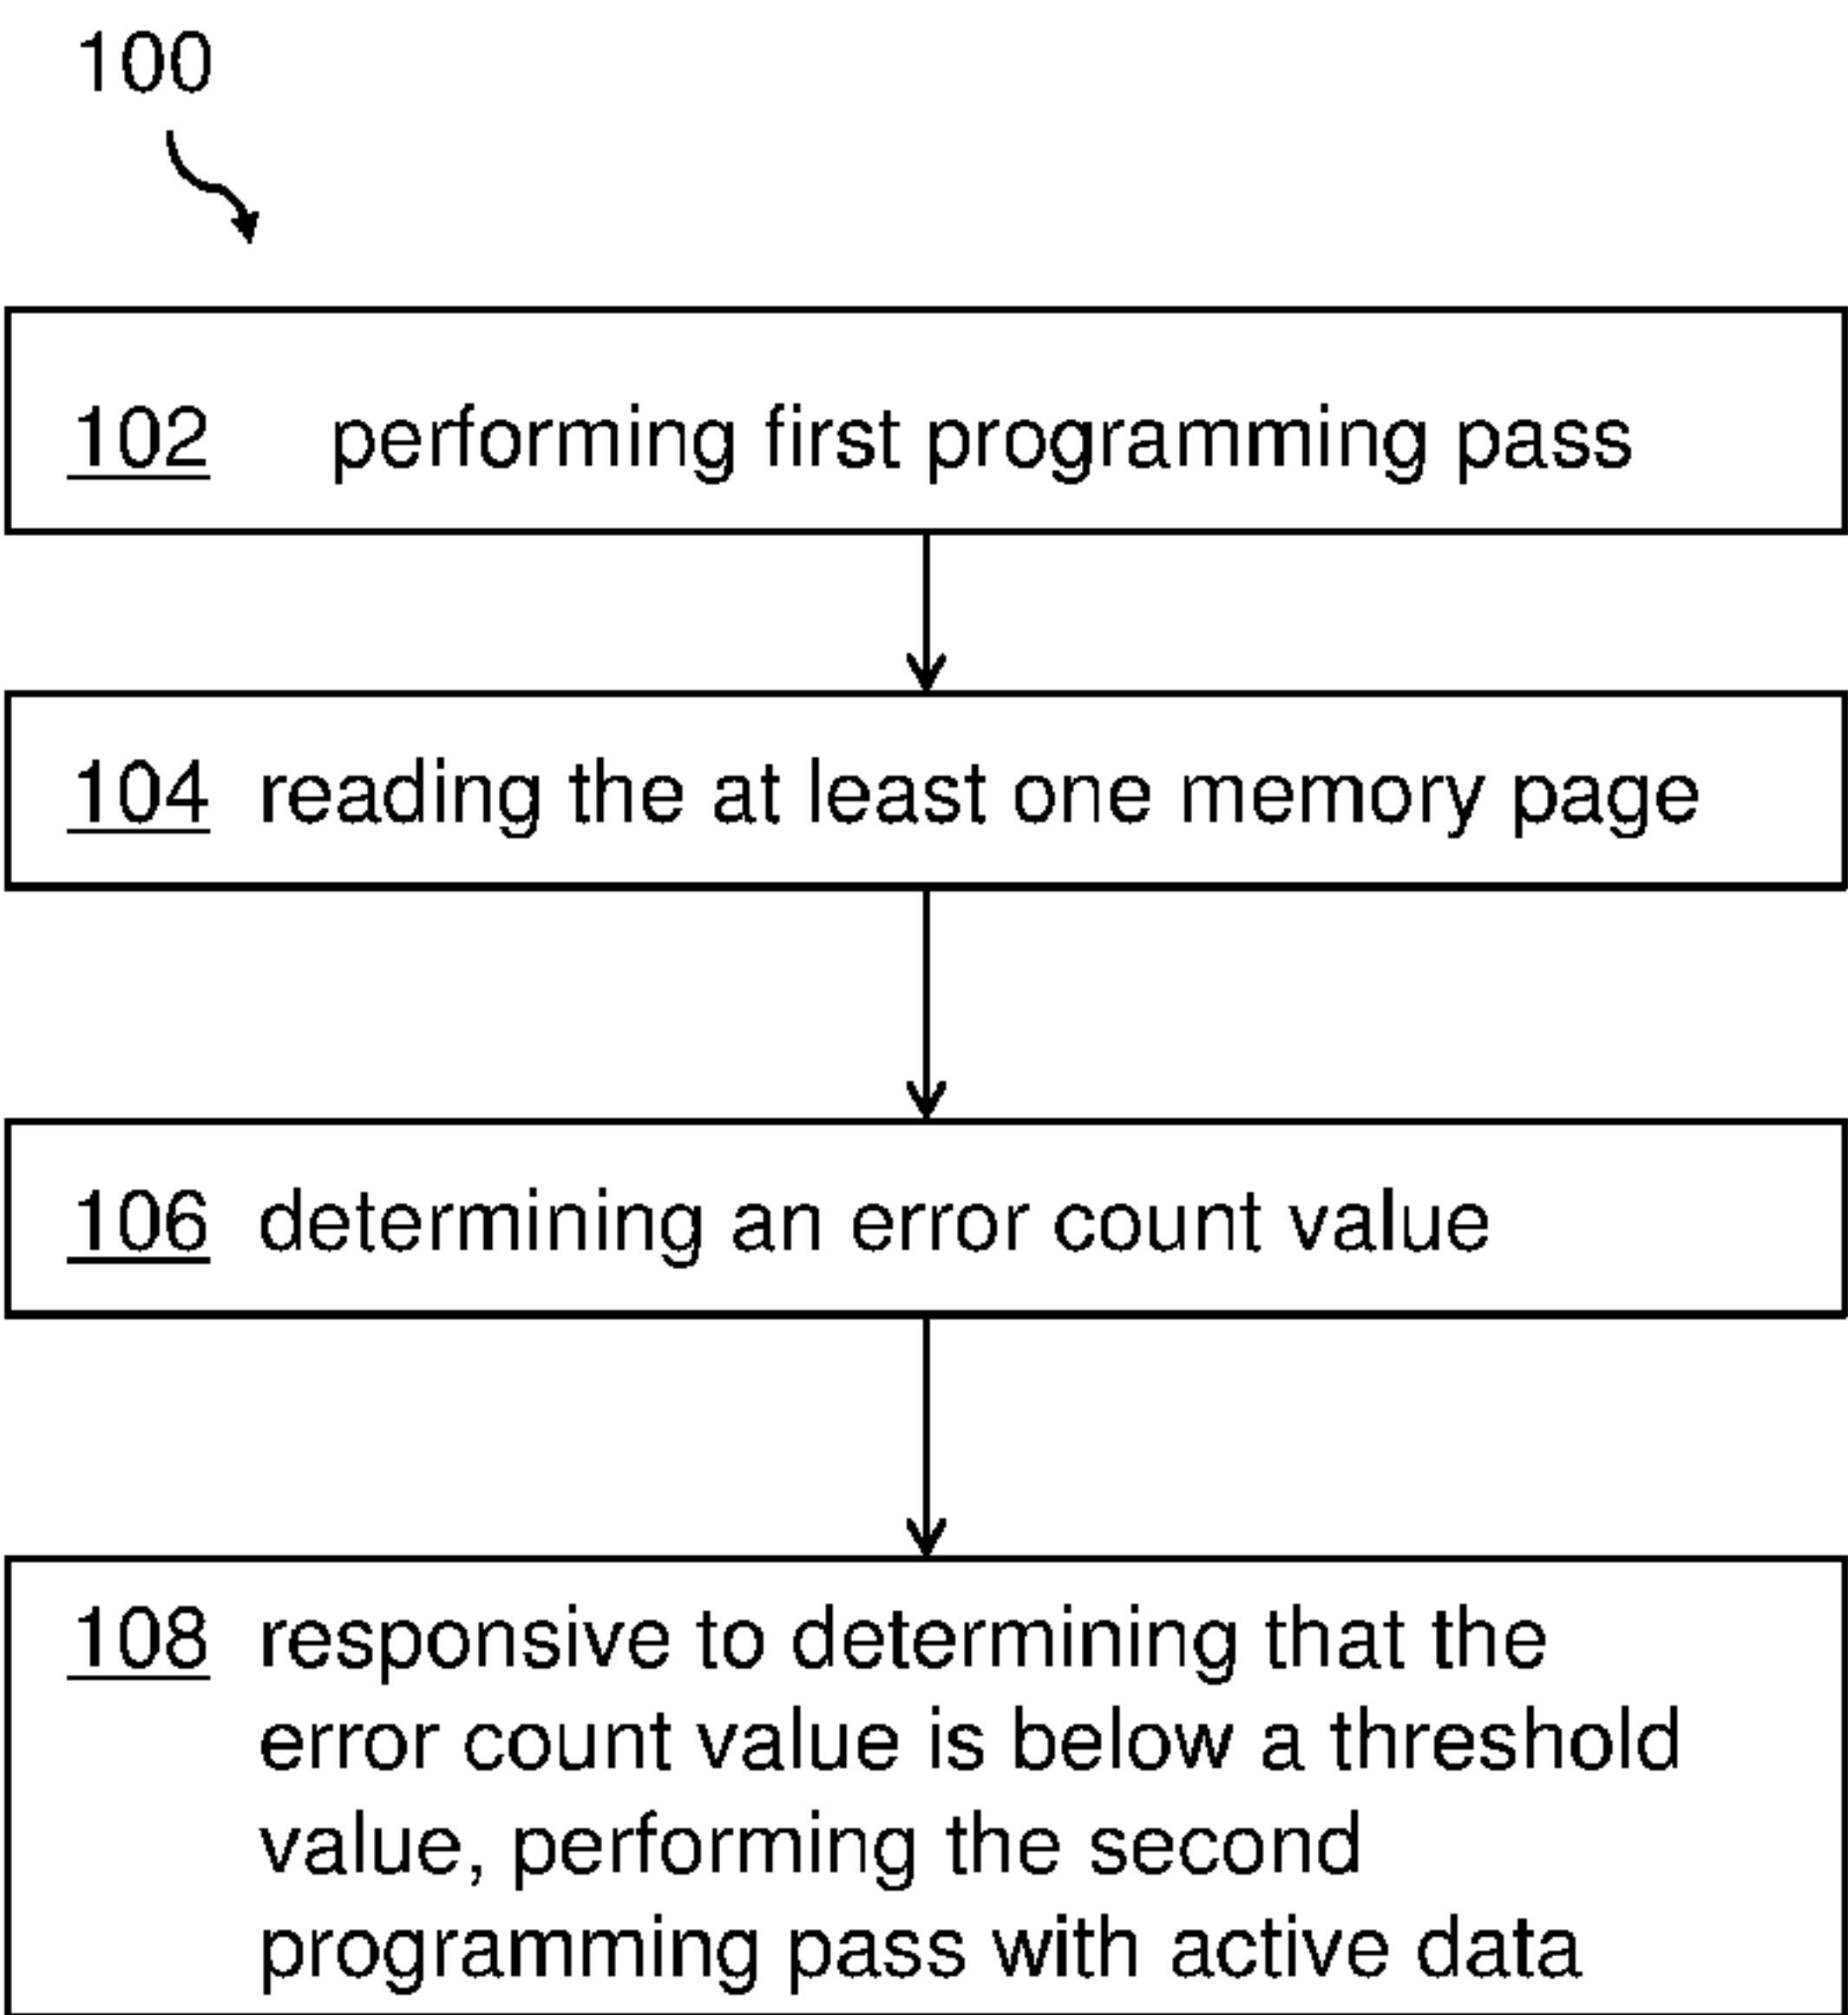 100
102 performing first programming pass
104 reading the at least one memory page
106 determining an error count value
108 responsive to determining that the
error count value is below a threshold
value, performing the second
programming pass with active data